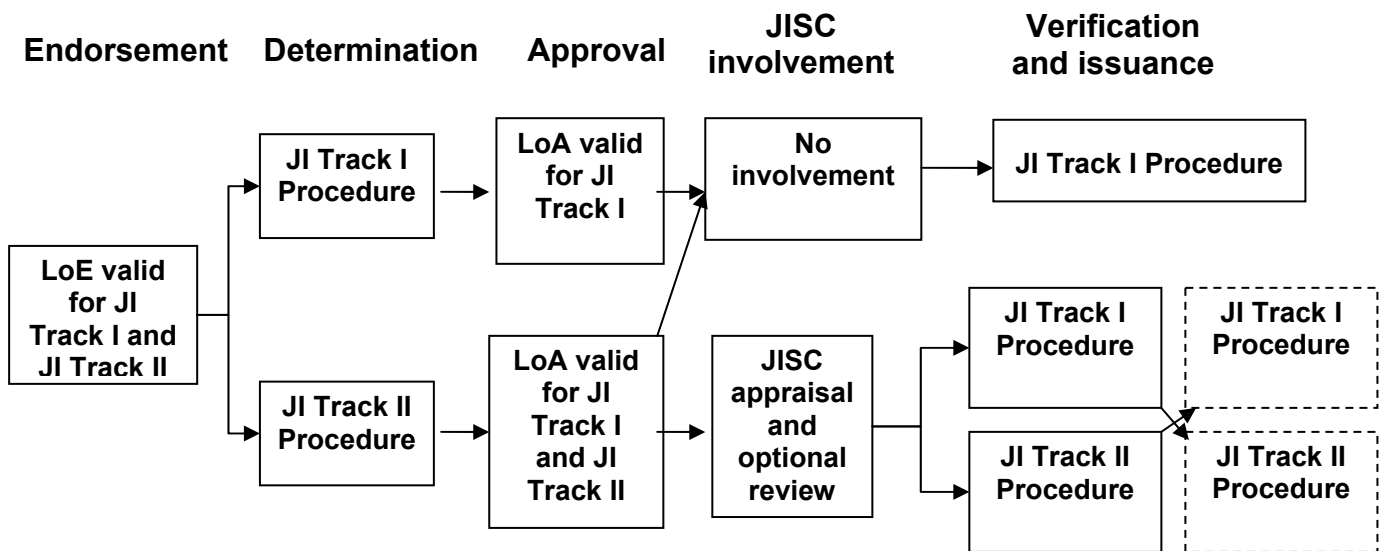 Endorsement
Determination
Approval
JISC
involvement
Verification
and issuance
LoE valid
for JI
Track I and
JI Track II
JI Track I
Procedure
JI Track II
Procedure
LoA valid
for JI
Track I
LoA valid
for JI
Track I
and JI
Track II
No
involvement
JISC
appraisal
and
optional
review
JI Track I Procedure
JI Track I
Procedure
JI Track II
Procedure
JI Track I
Procedure
JI Track II
Procedure